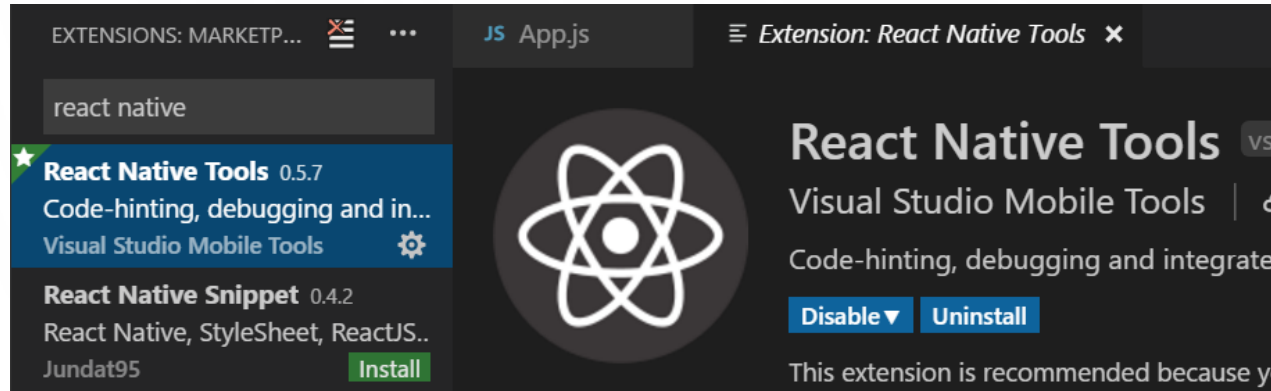 EXTENSIONS: MARKETP...
JS App.js
Extension: React Native Tools
react native
React Native Tools 0.5.7
Code-hinting, debugging and in...
Visual Studio Mobile Tools
React Native Snippet 0.4.2
React Native, StyleSheet, ReactJS..
Jundat95 Install
React Native Tools vs
Visual Studio Mobile Tools
Code-hinting, debugging and integrate
Disable Uninstall
This extension is recommended because y